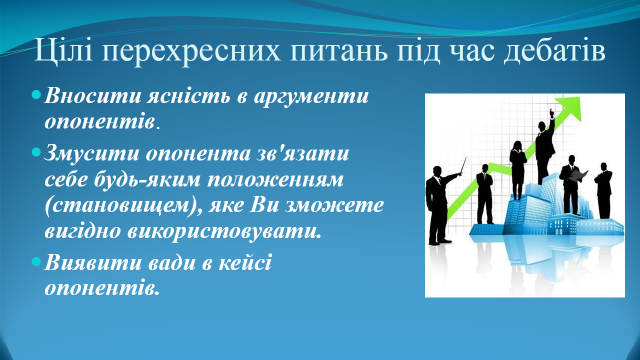 Цілі перехресних питань під час дебатів
Вносити ясність в аргументи
опонентів.
Змусити опонента зв'язати
себе будь-яким положенням
(становищем), яке Ви зможете
вигідно використовувати.
Виявити вади в кейсі
опонентів.